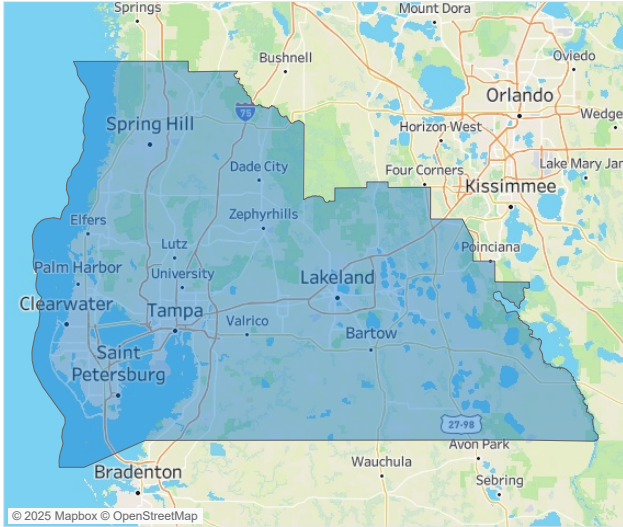 Springs
Mount Dora
Bushnell
Oviedo
Orlando
75
Spring Hill
Horizon West
Wedge
Dade City
Four Corners
Lake Mary Jan
Kissimmee
Elfers
Zephyrhills
Lutz
Poinciana
Palm Harbor
University
Lakeland
Clearwater
Tampa
Valrico
Bartow
Saint
Petersburg
27-98
Avon Park
Bradenton
Wauchula
Sebring
© 2025 Mapbox © OpenStreetMap